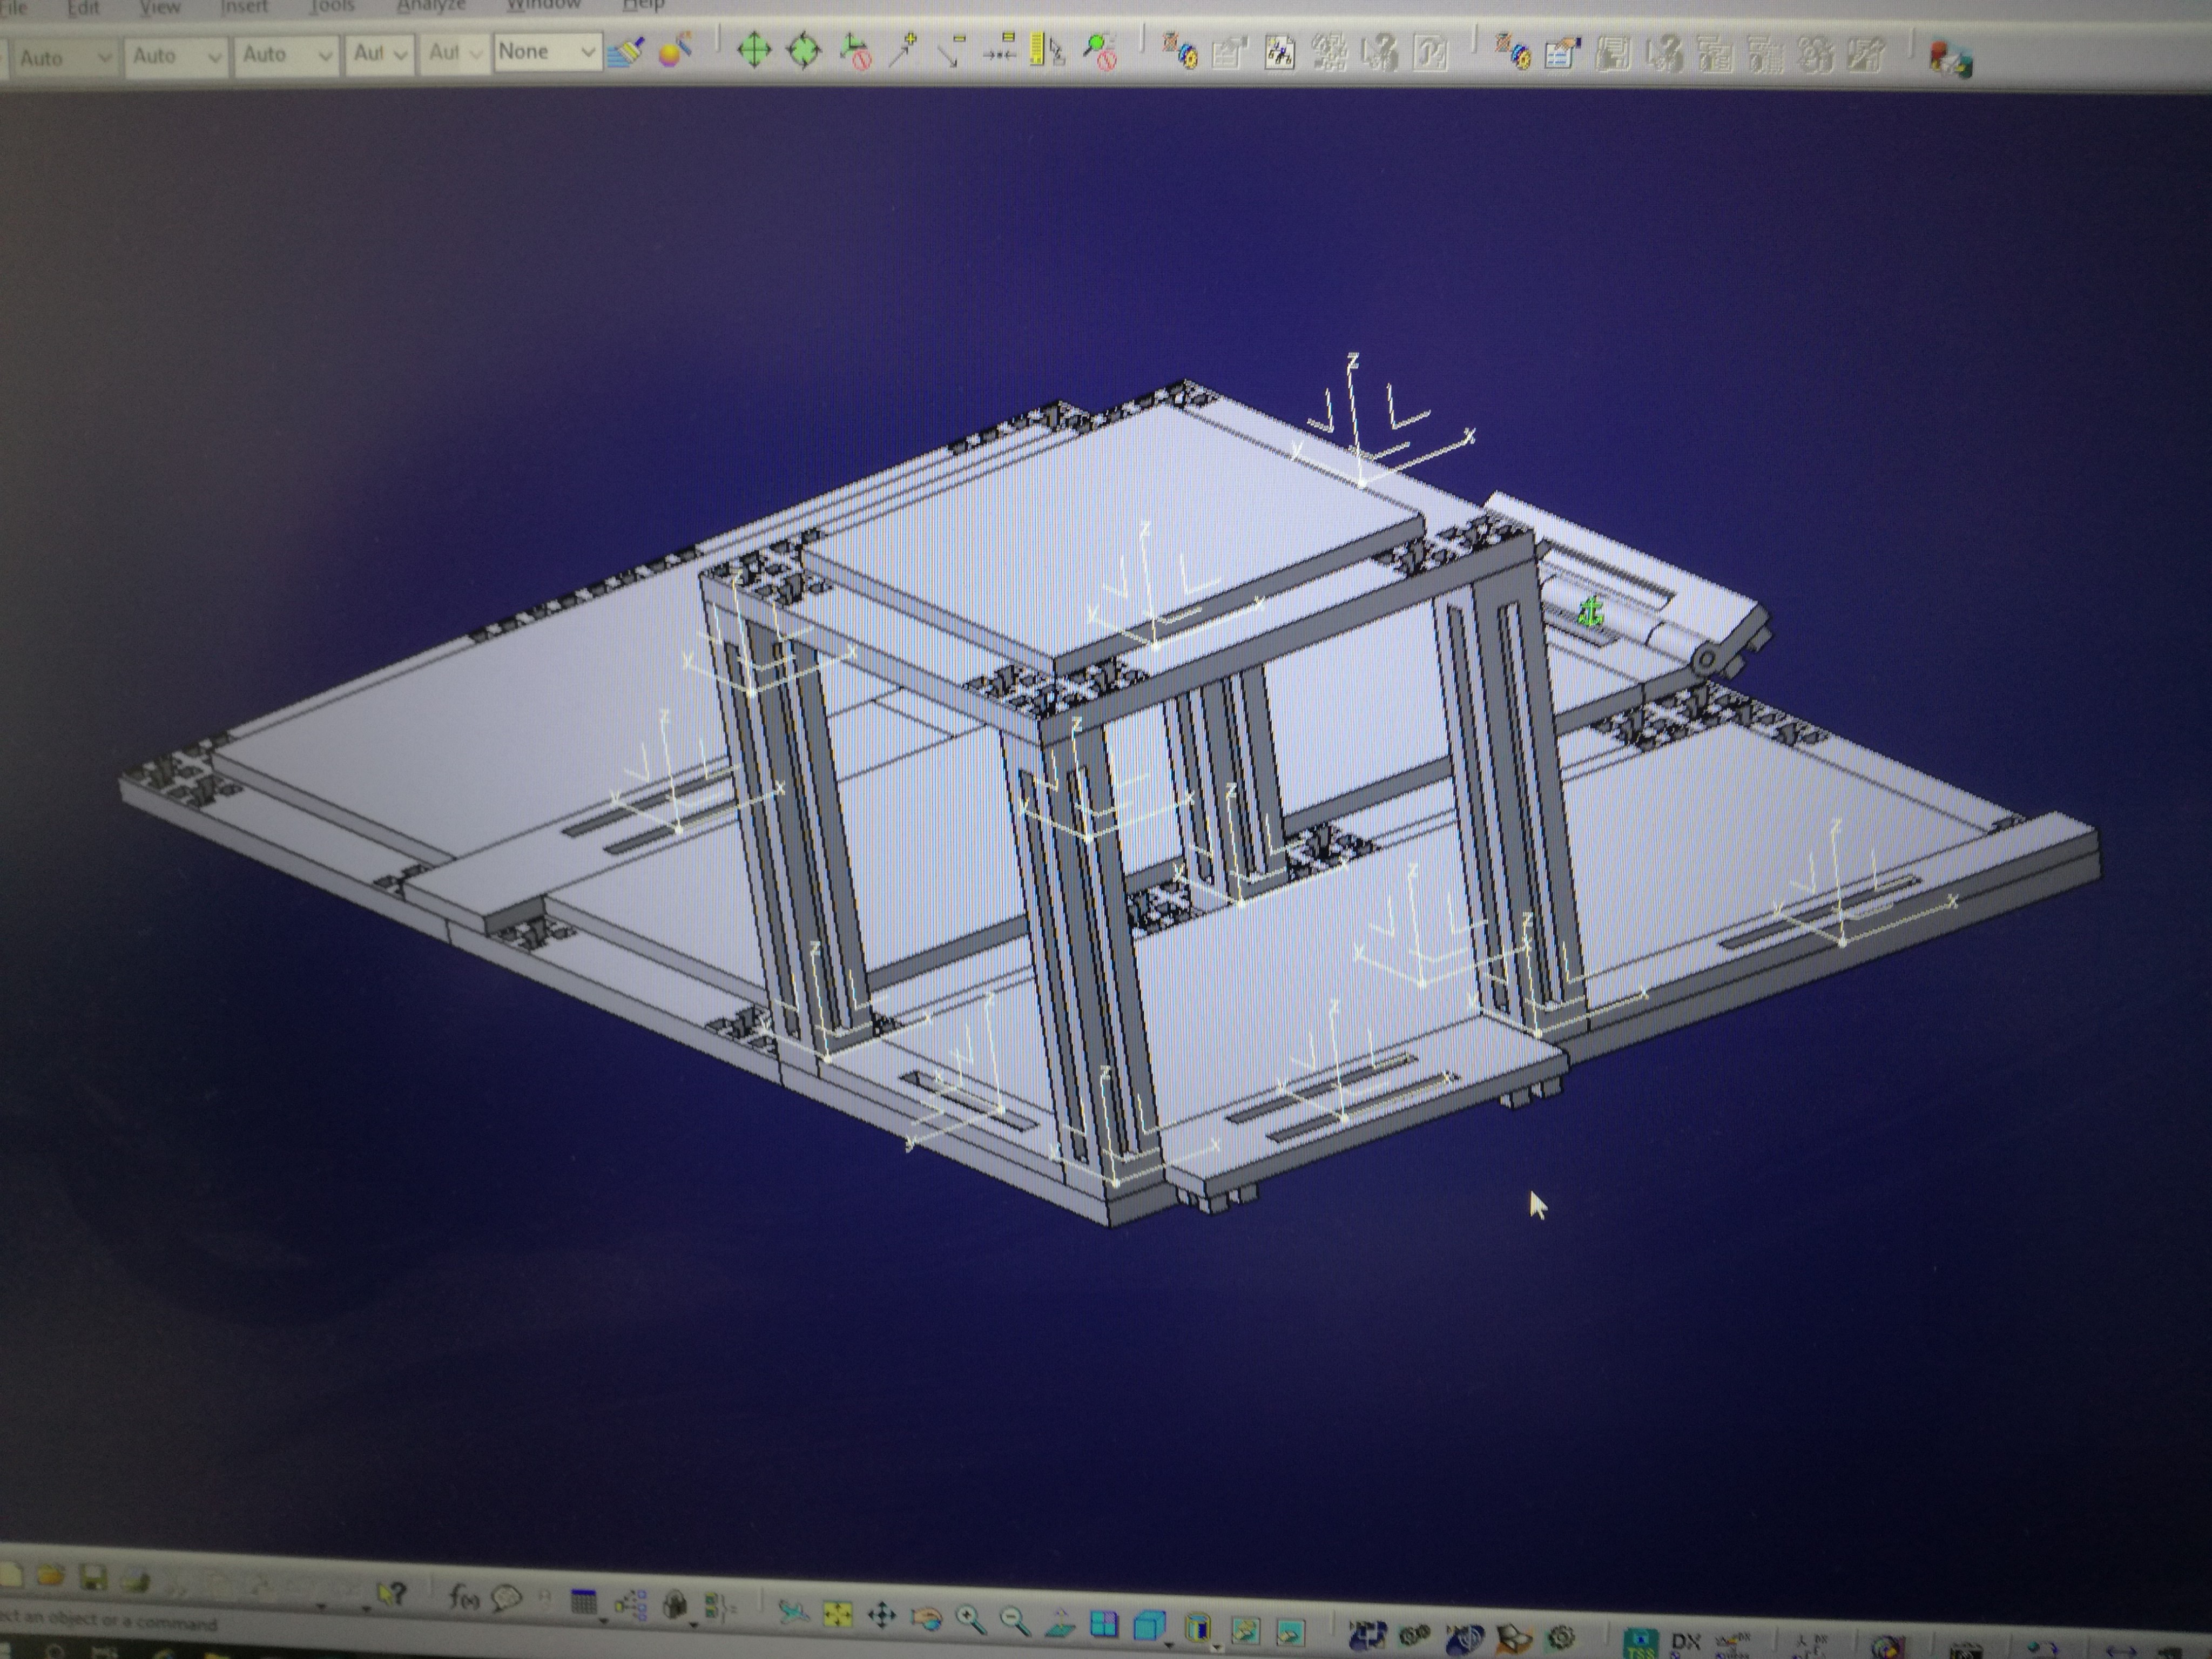 File Edit View Insert Tools Analyze Window Help
Auto Auto Auto Aut Aut None
z
x
y
z
y
x
z
y
x
z
y
x
z
y
x
z
y
x
z
y
x
z
y
x
z
y
x
z
y
x
z
y
z
y
x
z
y
x
f(x)
ect an object or a command
DX